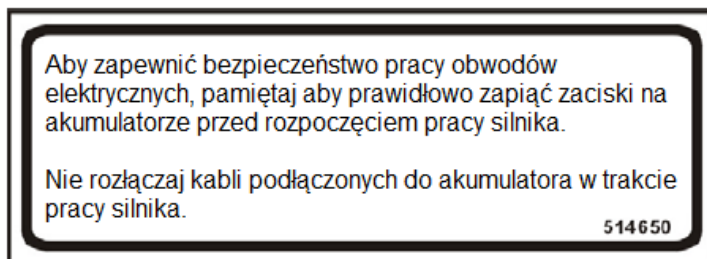 Aby zapewnić bezpieczeństwo pracy obwodów
elektrycznych, pamiętaj aby prawidłowo zapiąć zaciski na
akumulatorze przed rozpoczęciem pracy silnika.
Nie rozłączaj kabli podłączonych do akumulatora w trakcie
pracy silnika.
514650